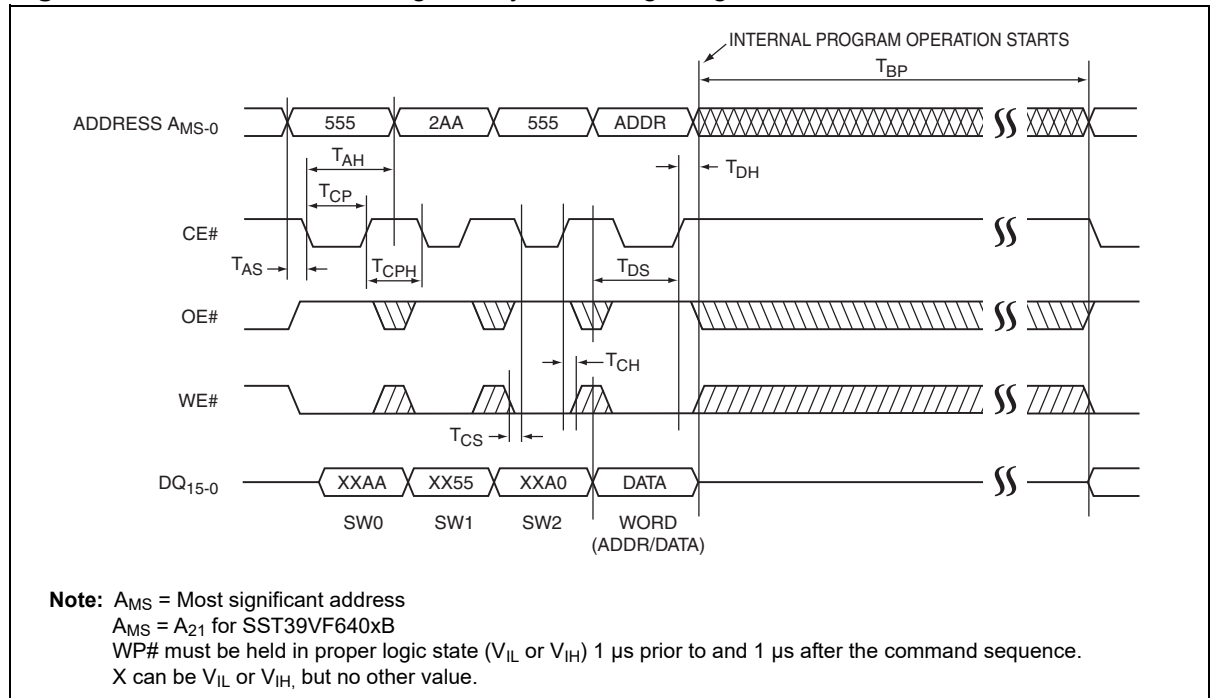 INTERNAL PROGRAM OPERATION STARTS
TBP
ADDRESS AMS-0
555
2AA
555
ADDR
TAH
TDH
TCP
CE#
TAS
TCPH
TDS
OE#
TCH
WE#
TCS
DQ15-0
XXAA
XX55
XXA0
DATA
SW0
SW1
SW2
WORD
(ADDR/DATA)
Note: AMS = Most significant address
AMS = A21 for SST39VF640xB
WP# must be held in proper logic state (VIL or VIH) 1 µs prior to and 1 µs after the command sequence.
X can be VIL or VIH, but no other value.